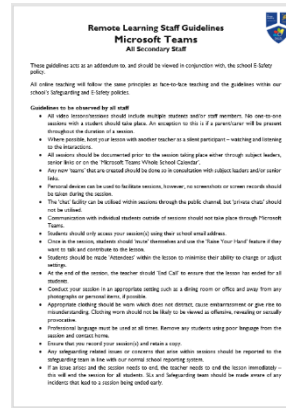 Remote Learning Staff Guidelines
Microsoft Teams
All Secondary Staff
These guidelines acts as an addendum to, and should be viewed in conjunction with, the school E-Safety
policy.
All online teaching will follow the same principles as face-to-face teaching and the guidelines within our
school's Safeguarding and E-Safety policies.
Guidelines to be observed by all staff
• All video lessons/sessions should include multiple students and/or staff members. No one-to-one
sessions with a student should take place. An exception to this is if a parent/carer will be present
throughout the duration of a session.
• Where possible, host your lesson with another teacher as a silent participant – watching and listening
to the interactions.
• All sessions should be documented prior to the session taking place either through subject leaders,
senior links or on the 'Microsoft Teams Whole School Calendar'.
• Any new 'teams' that are created should be done so in consultation with subject leaders and/or senior
links.
• Personal devices can be used to facilitate sessions, however, no screenshots or screen records should
be taken during the session.
• The 'chat' facility can be utilised within sessions through the public channel, but 'private chats' should
not be utilised.
• Communication with individual students outside of sessions should not take place through Microsoft
Teams.
• Students should only access your session(s) using their school email address.
• Once in the session, students should 'mute' themselves and use the 'Raise Your Hand' feature if they
want to talk and contribute to the lesson.
• Students should be made 'Attendees' within the lesson to minimise their ability to change or adjust
settings.
• At the end of the session, the teacher should 'End Call' to ensure that the lesson has ended for all
students.
• Conduct your session in an appropriate setting such as a dining room or office and away from any
photographs or personal items, if possible.
• Appropriate clothing should be worn which does not distract, cause embarrassment or give rise to
misunderstanding. Clothing worn should not be likely to be viewed as offensive, revealing or sexually
provocative.
• Professional language must be used at all times. Remove any students using poor language from the
session and contact home.
• Ensure that you record your session(s) and retain a copy.
• Any safeguarding related issues or concerns that arise within sessions should be reported to the
safeguarding team in line with our normal school reporting system.
• If an issue arises and the session needs to end, the teacher needs to end the lesson immediately –
this will end the session for all students. SLs and Safeguarding team should be made aware of any
incidents that lead to a session being ended early.